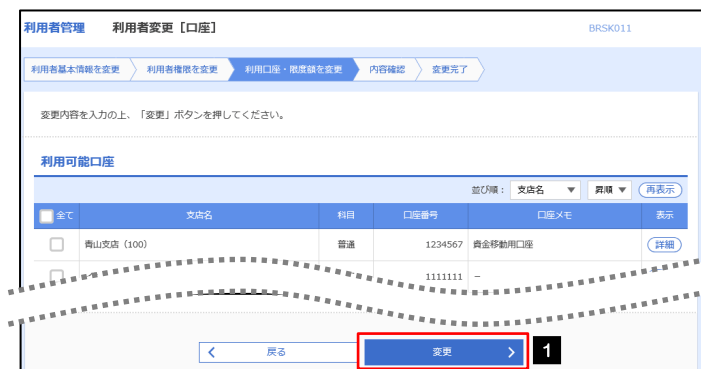 利用者管理 利用者変更［口座］ BRSK011
利用者基本情報を変更 利用者権限を変更 利用口座・限度額を変更 内容確認 変更完了
変更内容を入力の上、「変更」ボタンを押してください。
利用可能口座
並び順： 支店名 ▼ 昇順 ▼ 再表示
全て 支店名 科目 口座番号 口座メモ 表示
青山支店（100） 普通 1234567 資金移動用口座 詳細
1111111 －
戻る 変更 1